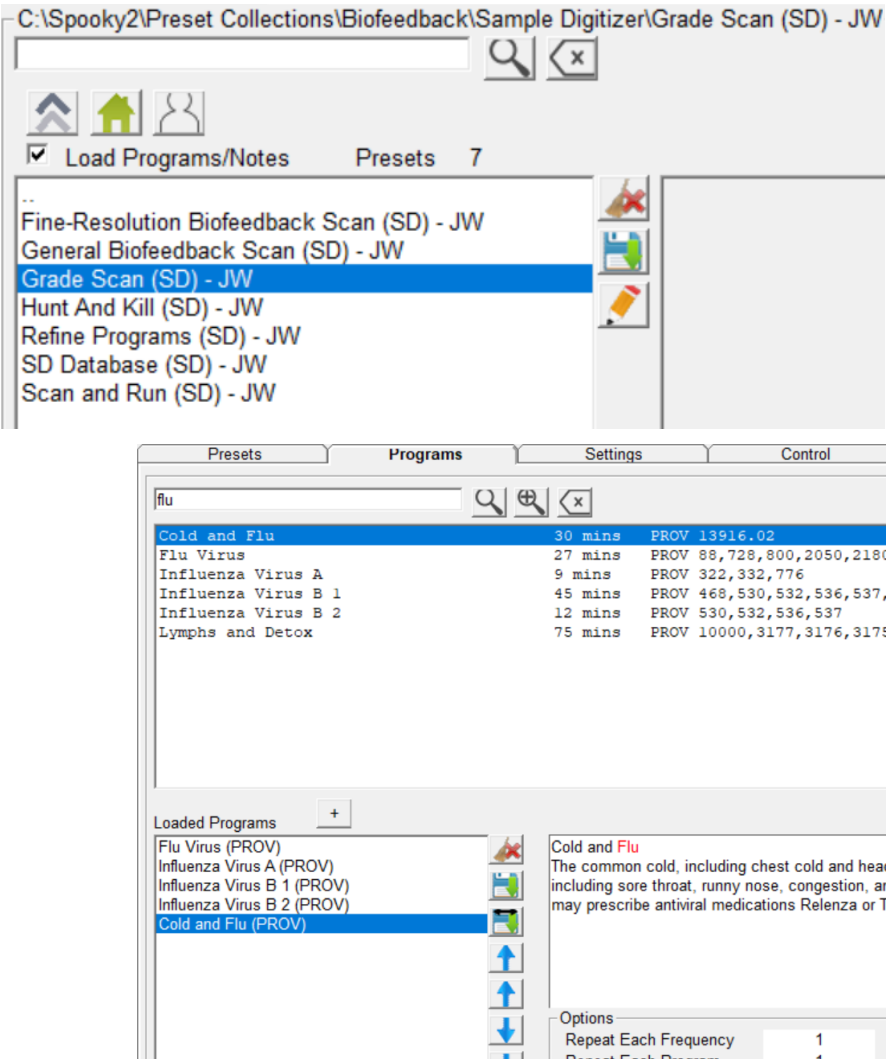 C:\Spooky2\Preset Collections\Biofeedback\Sample Digitizer\Grade Scan (SD) - JW
Load Programs/Notes Presets 7
..
Fine-Resolution Biofeedback Scan (SD) - JW
General Biofeedback Scan (SD) - JW
Grade Scan (SD) - JW
Hunt And Kill (SD) - JW
Refine Programs (SD) - JW
SD Database (SD) - JW
Scan and Run (SD) - JW
Presets Programs Settings Control
flu
Cold and Flu 30 mins PROV 13916.02
Flu Virus 27 mins PROV 88,728,800,2050,2180
Influenza Virus A 9 mins PROV 322,332,776
Influenza Virus B 1 45 mins PROV 468,530,532,536,537,
Influenza Virus B 2 12 mins PROV 530,532,536,537
Lymphs and Detox 75 mins PROV 10000,3177,3176,3175
Loaded Programs +
Flu Virus (PROV)
Influenza Virus A (PROV)
Influenza Virus B 1 (PROV)
Influenza Virus B 2 (PROV)
Cold and Flu (PROV)
Cold and Flu
The common cold, including chest cold and head
including sore throat, runny nose, congestion, an
may prescribe antiviral medications Relenza or T
Options
Repeat Each Frequency 1
Repeat Each Program 1